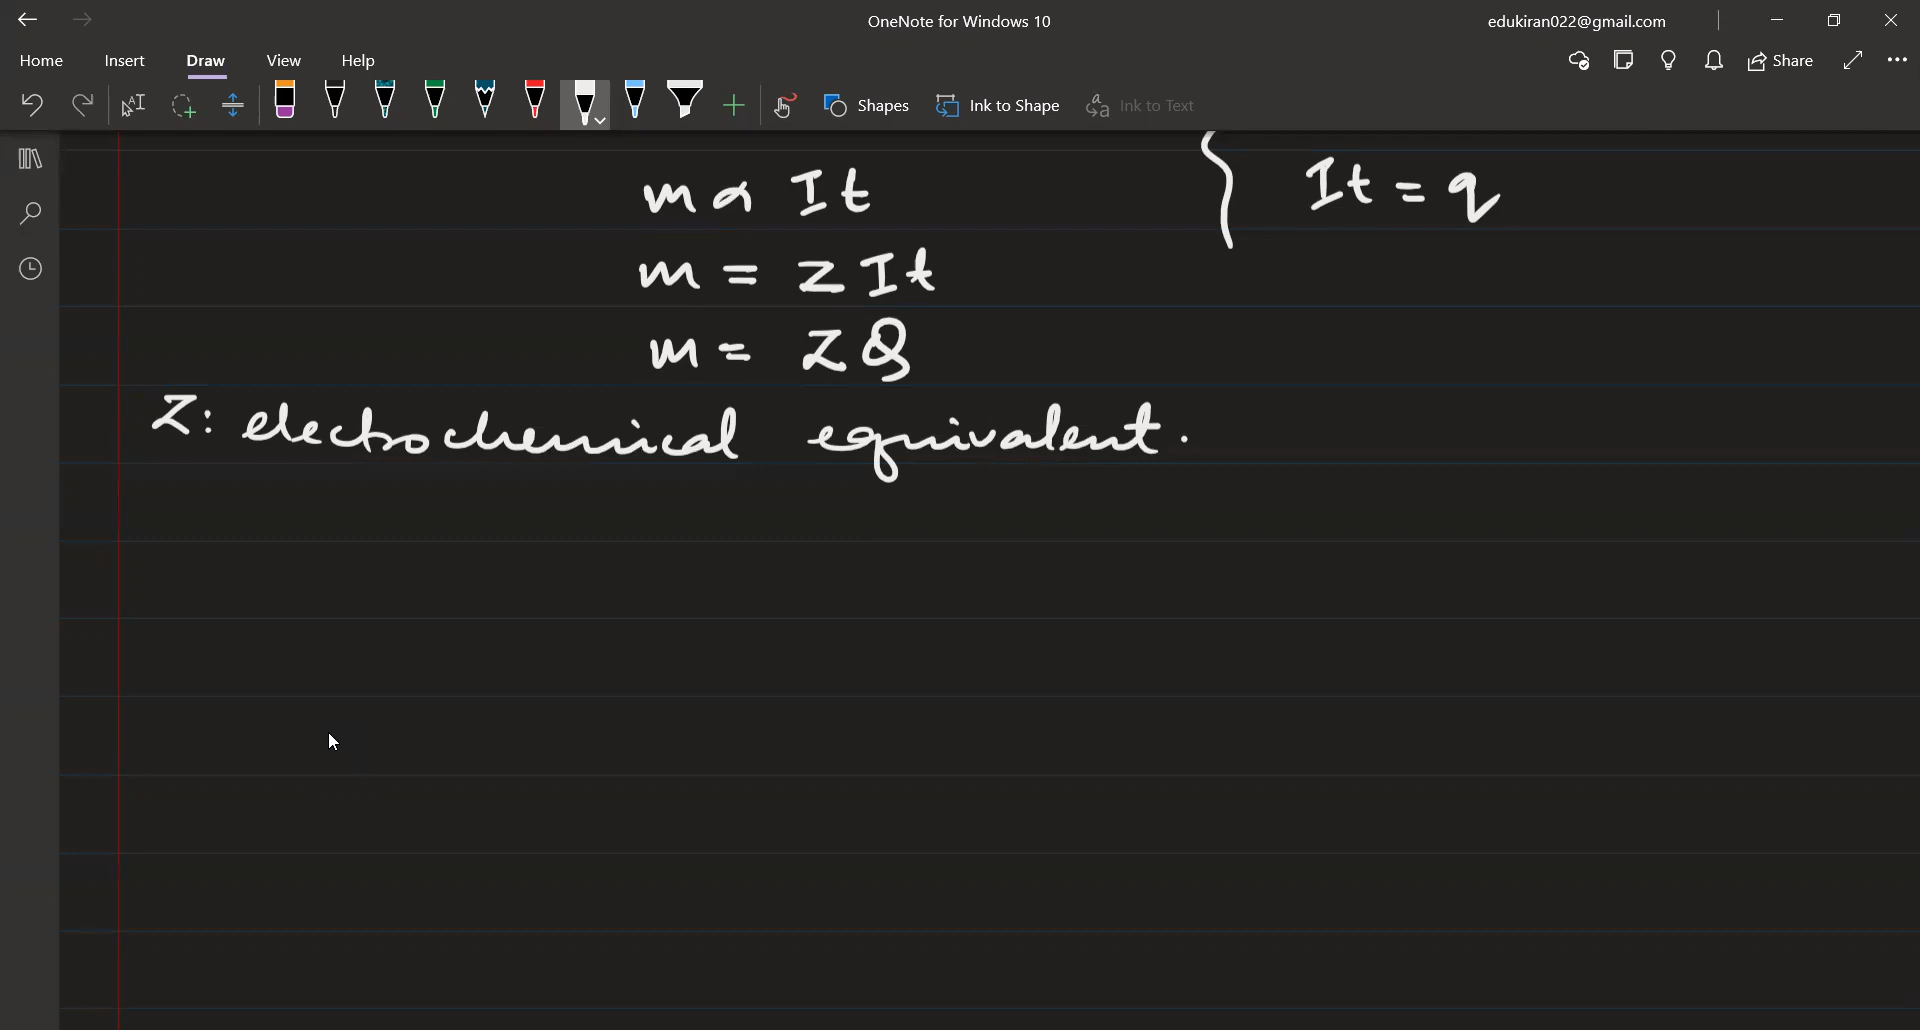 OneNote for Windows 10
edukiran022@gmail.com
Home Insert Draw View Help
Share
Shapes Ink to Shape Ink to Text
m α It
{ It = q
m = ZIt
m = ZQ
Z: electrochemical equivalent.